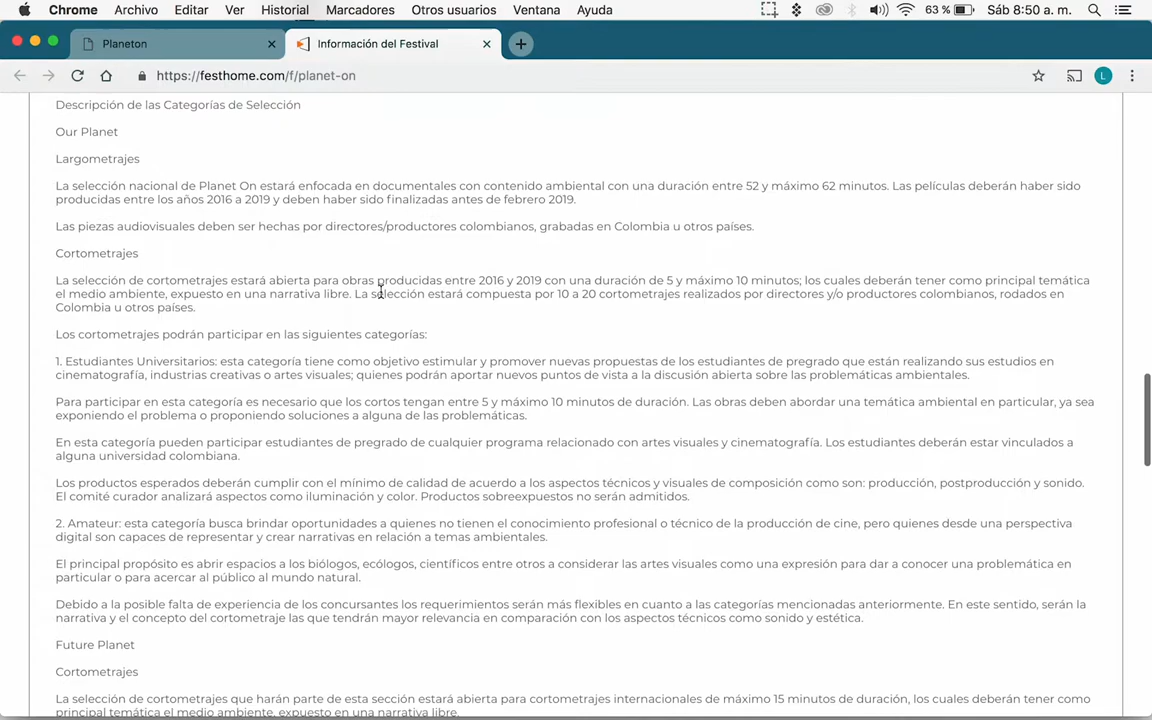 Chrome Archivo Editar Ver Historial Marcadores Otros usuarios Ventana Ayuda 63 % Sáb 8:50 a. m.
Planeton Información del Festival
https://festhome.com/f/planet-on L
Descripción de las Categorías de Selección
Our Planet
Largometrajes
La selección nacional de Planet On estará enfocada en documentales con contenido ambiental con una duración entre 52 y máximo 62 minutos. Las películas deberán haber sido
producidas entre los años 2016 a 2019 y deben haber sido finalizadas antes de febrero 2019.
Las piezas audiovisuales deben ser hechas por directores/productores colombianos, grabadas en Colombia u otros países.
Cortometrajes
La selección de cortometrajes estará abierta para obras producidas entre 2016 y 2019 con una duración de 5 y máximo 10 minutos; los cuales deberán tener como principal temática
el medio ambiente, expuesto en una narrativa libre. La selección estará compuesta por 10 a 20 cortometrajes realizados por directores y/o productores colombianos, rodados en
Colombia u otros países.
Los cortometrajes podrán participar en las siguientes categorías:
1. Estudiantes Universitarios: esta categoría tiene como objetivo estimular y promover nuevas propuestas de los estudiantes de pregrado que están realizando sus estudios en
cinematografía, industrias creativas o artes visuales; quienes podrán aportar nuevos puntos de vista a la discusión abierta sobre las problemáticas ambientales.
Para participar en esta categoría es necesario que los cortos tengan entre 5 y máximo 10 minutos de duración. Las obras deben abordar una temática ambiental en particular, ya sea
exponiendo el problema o proponiendo soluciones a alguna de las problemáticas.
En esta categoría pueden participar estudiantes de pregrado de cualquier programa relacionado con artes visuales y cinematografía. Los estudiantes deberán estar vinculados a
alguna universidad colombiana.
Los productos esperados deberán cumplir con el mínimo de calidad de acuerdo a los aspectos técnicos y visuales de composición como son: producción, postproducción y sonido.
El comité curador analizará aspectos como iluminación y color. Productos sobreexpuestos no serán admitidos.
2. Amateur: esta categoría busca brindar oportunidades a quienes no tienen el conocimiento profesional o técnico de la producción de cine, pero quienes desde una perspectiva
digital son capaces de representar y crear narrativas en relación a temas ambientales.
El principal propósito es abrir espacios a los biólogos, ecólogos, científicos entre otros a considerar las artes visuales como una expresión para dar a conocer una problemática en
particular o para acercar al público al mundo natural.
Debido a la posible falta de experiencia de los concursantes los requerimientos serán más flexibles en cuanto a las categorías mencionadas anteriormente. En este sentido, serán la
narrativa y el concepto del cortometraje las que tendrán mayor relevancia en comparación con los aspectos técnicos como sonido y estética.
Future Planet
Cortometrajes
La selección de cortometrajes que harán parte de esta sección estará abierta para cortometrajes internacionales de máximo 15 minutos de duración, los cuales deberán tener como
principal temática el medio ambiente, expuesto en una narrativa libre.